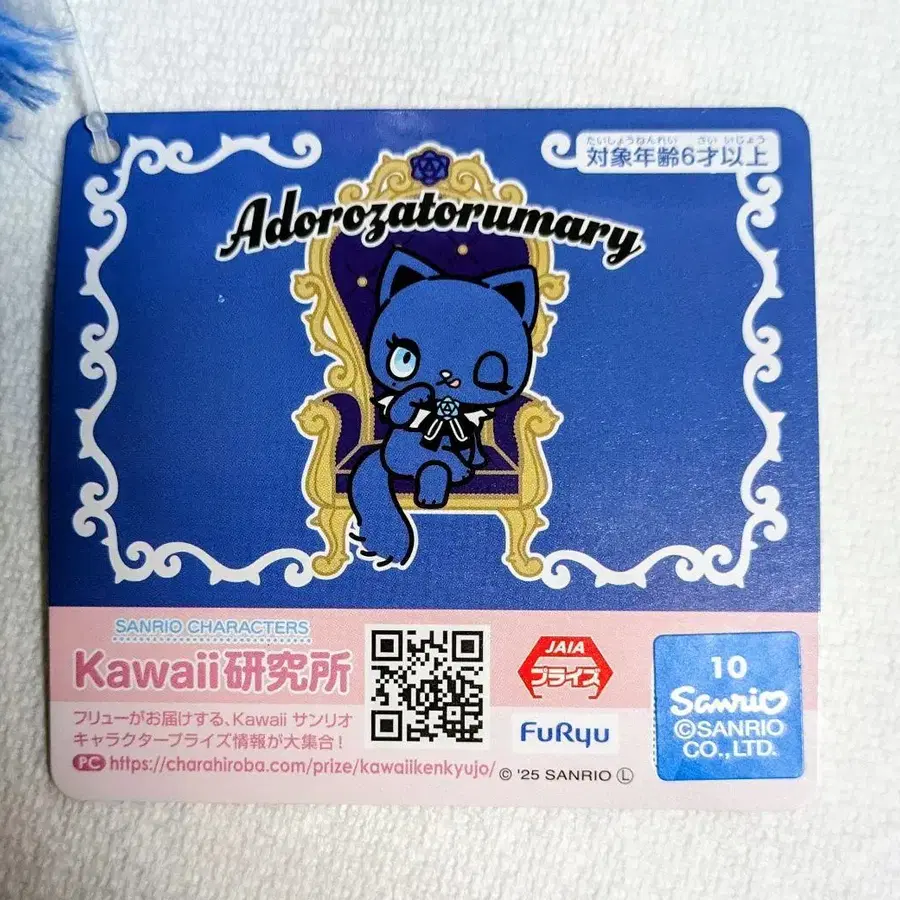 たいしょうねんれい さい いじょう
対象年齢6才以上
Adorozatorumary
SANRIO CHARACTERS
Kawaii研究所
フリューがお届けする、Kawaii サンリオ
キャラクタープライズ情報が大集合!
PC https://charahiroba.com/prize/kawaiikenkyujo/
JAIA
プライズ
FuRyu
© '25 SANRIO Ⓛ
10
Sanrio
©SANRIO
CO.,LTD.